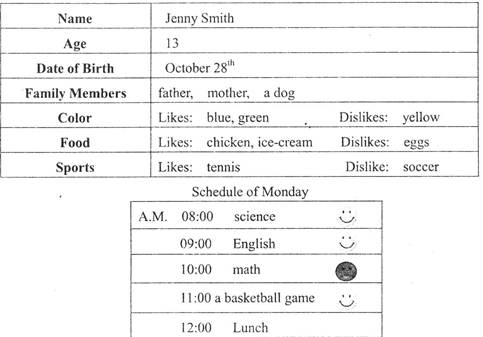 Name Jenny Smith
Age 13
Date of Birth October 28th
Family Members father, mother, a dog
Color Likes: blue, green Dislikes: yellow
Food Likes: chicken, ice-cream Dislikes: eggs
Sports Likes: tennis Dislike: soccer
Schedule of Monday
A.M. 08:00 science
09:00 English
10:00 math
11:00 a basketball game
12:00 Lunch